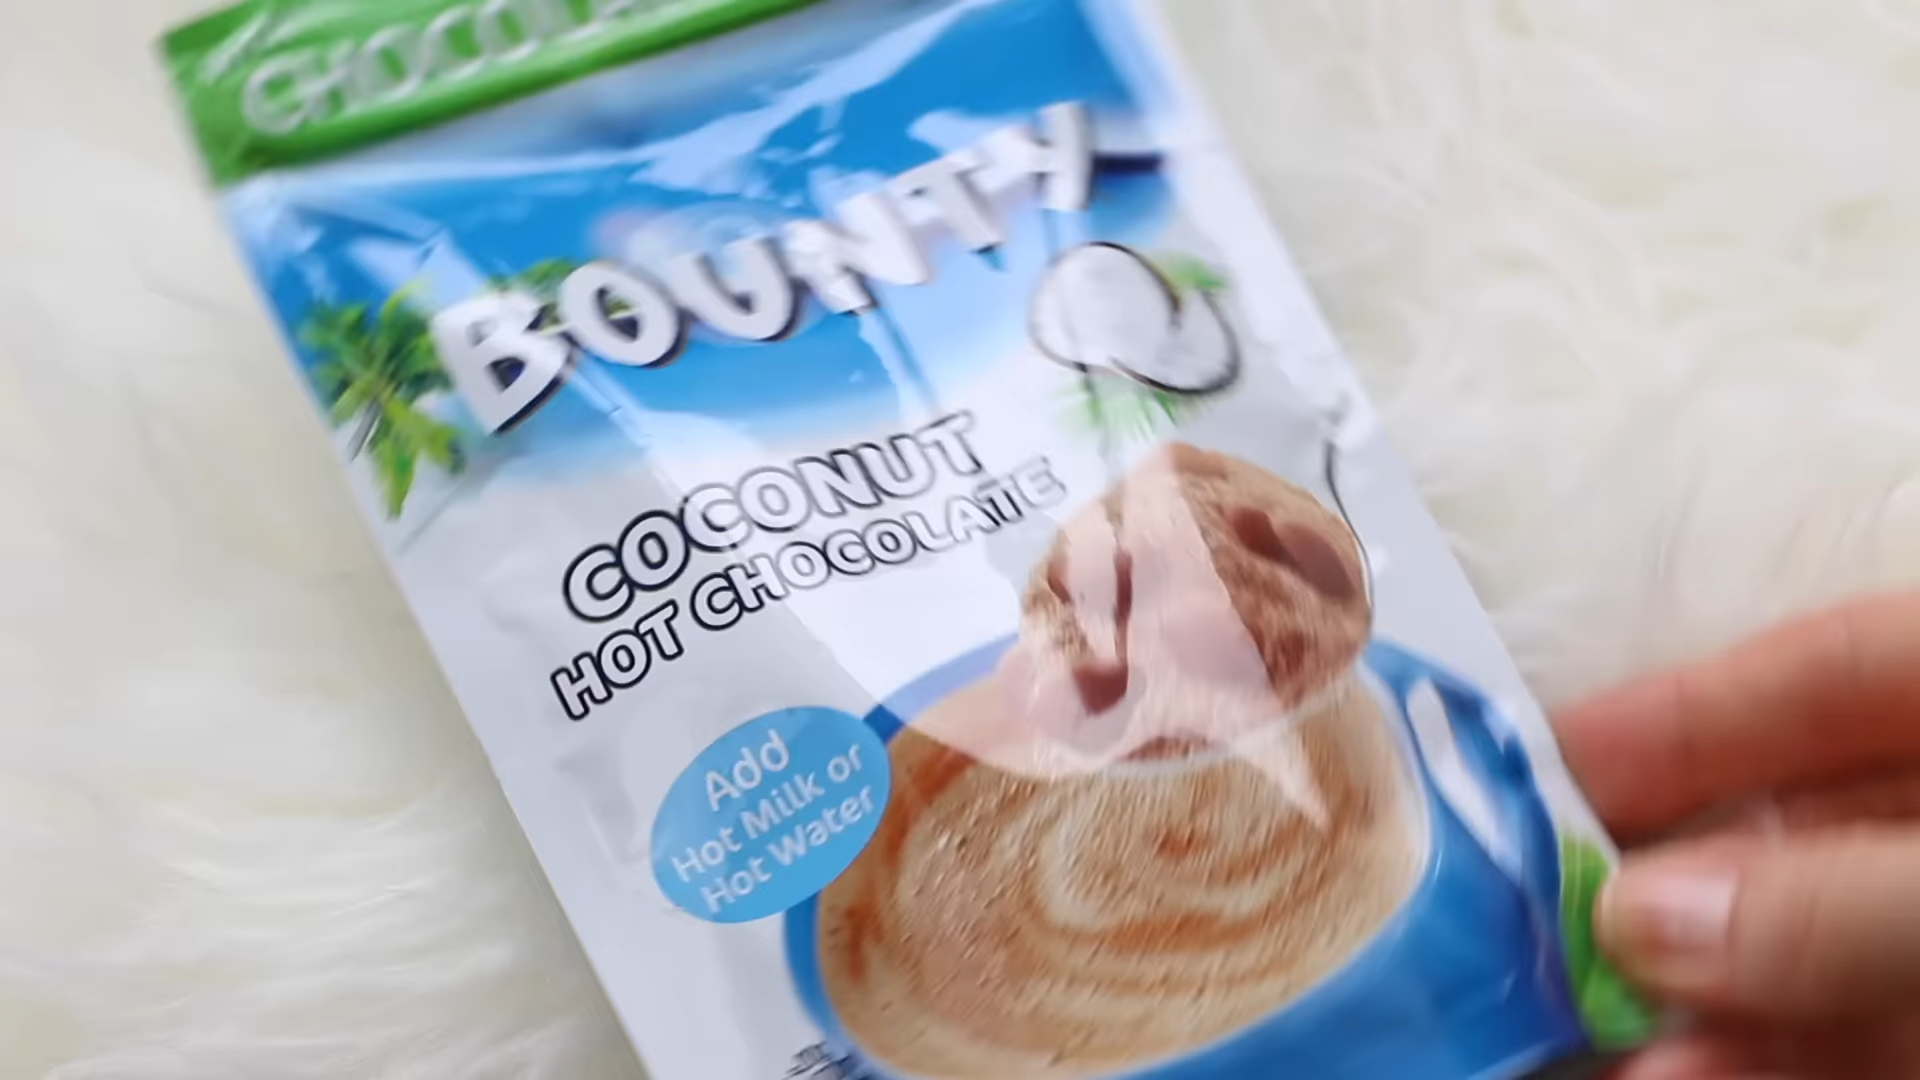 BOUNTY
COCONUT
HOT CHOCOLATE
Add
Hot Milk or
Hot Water